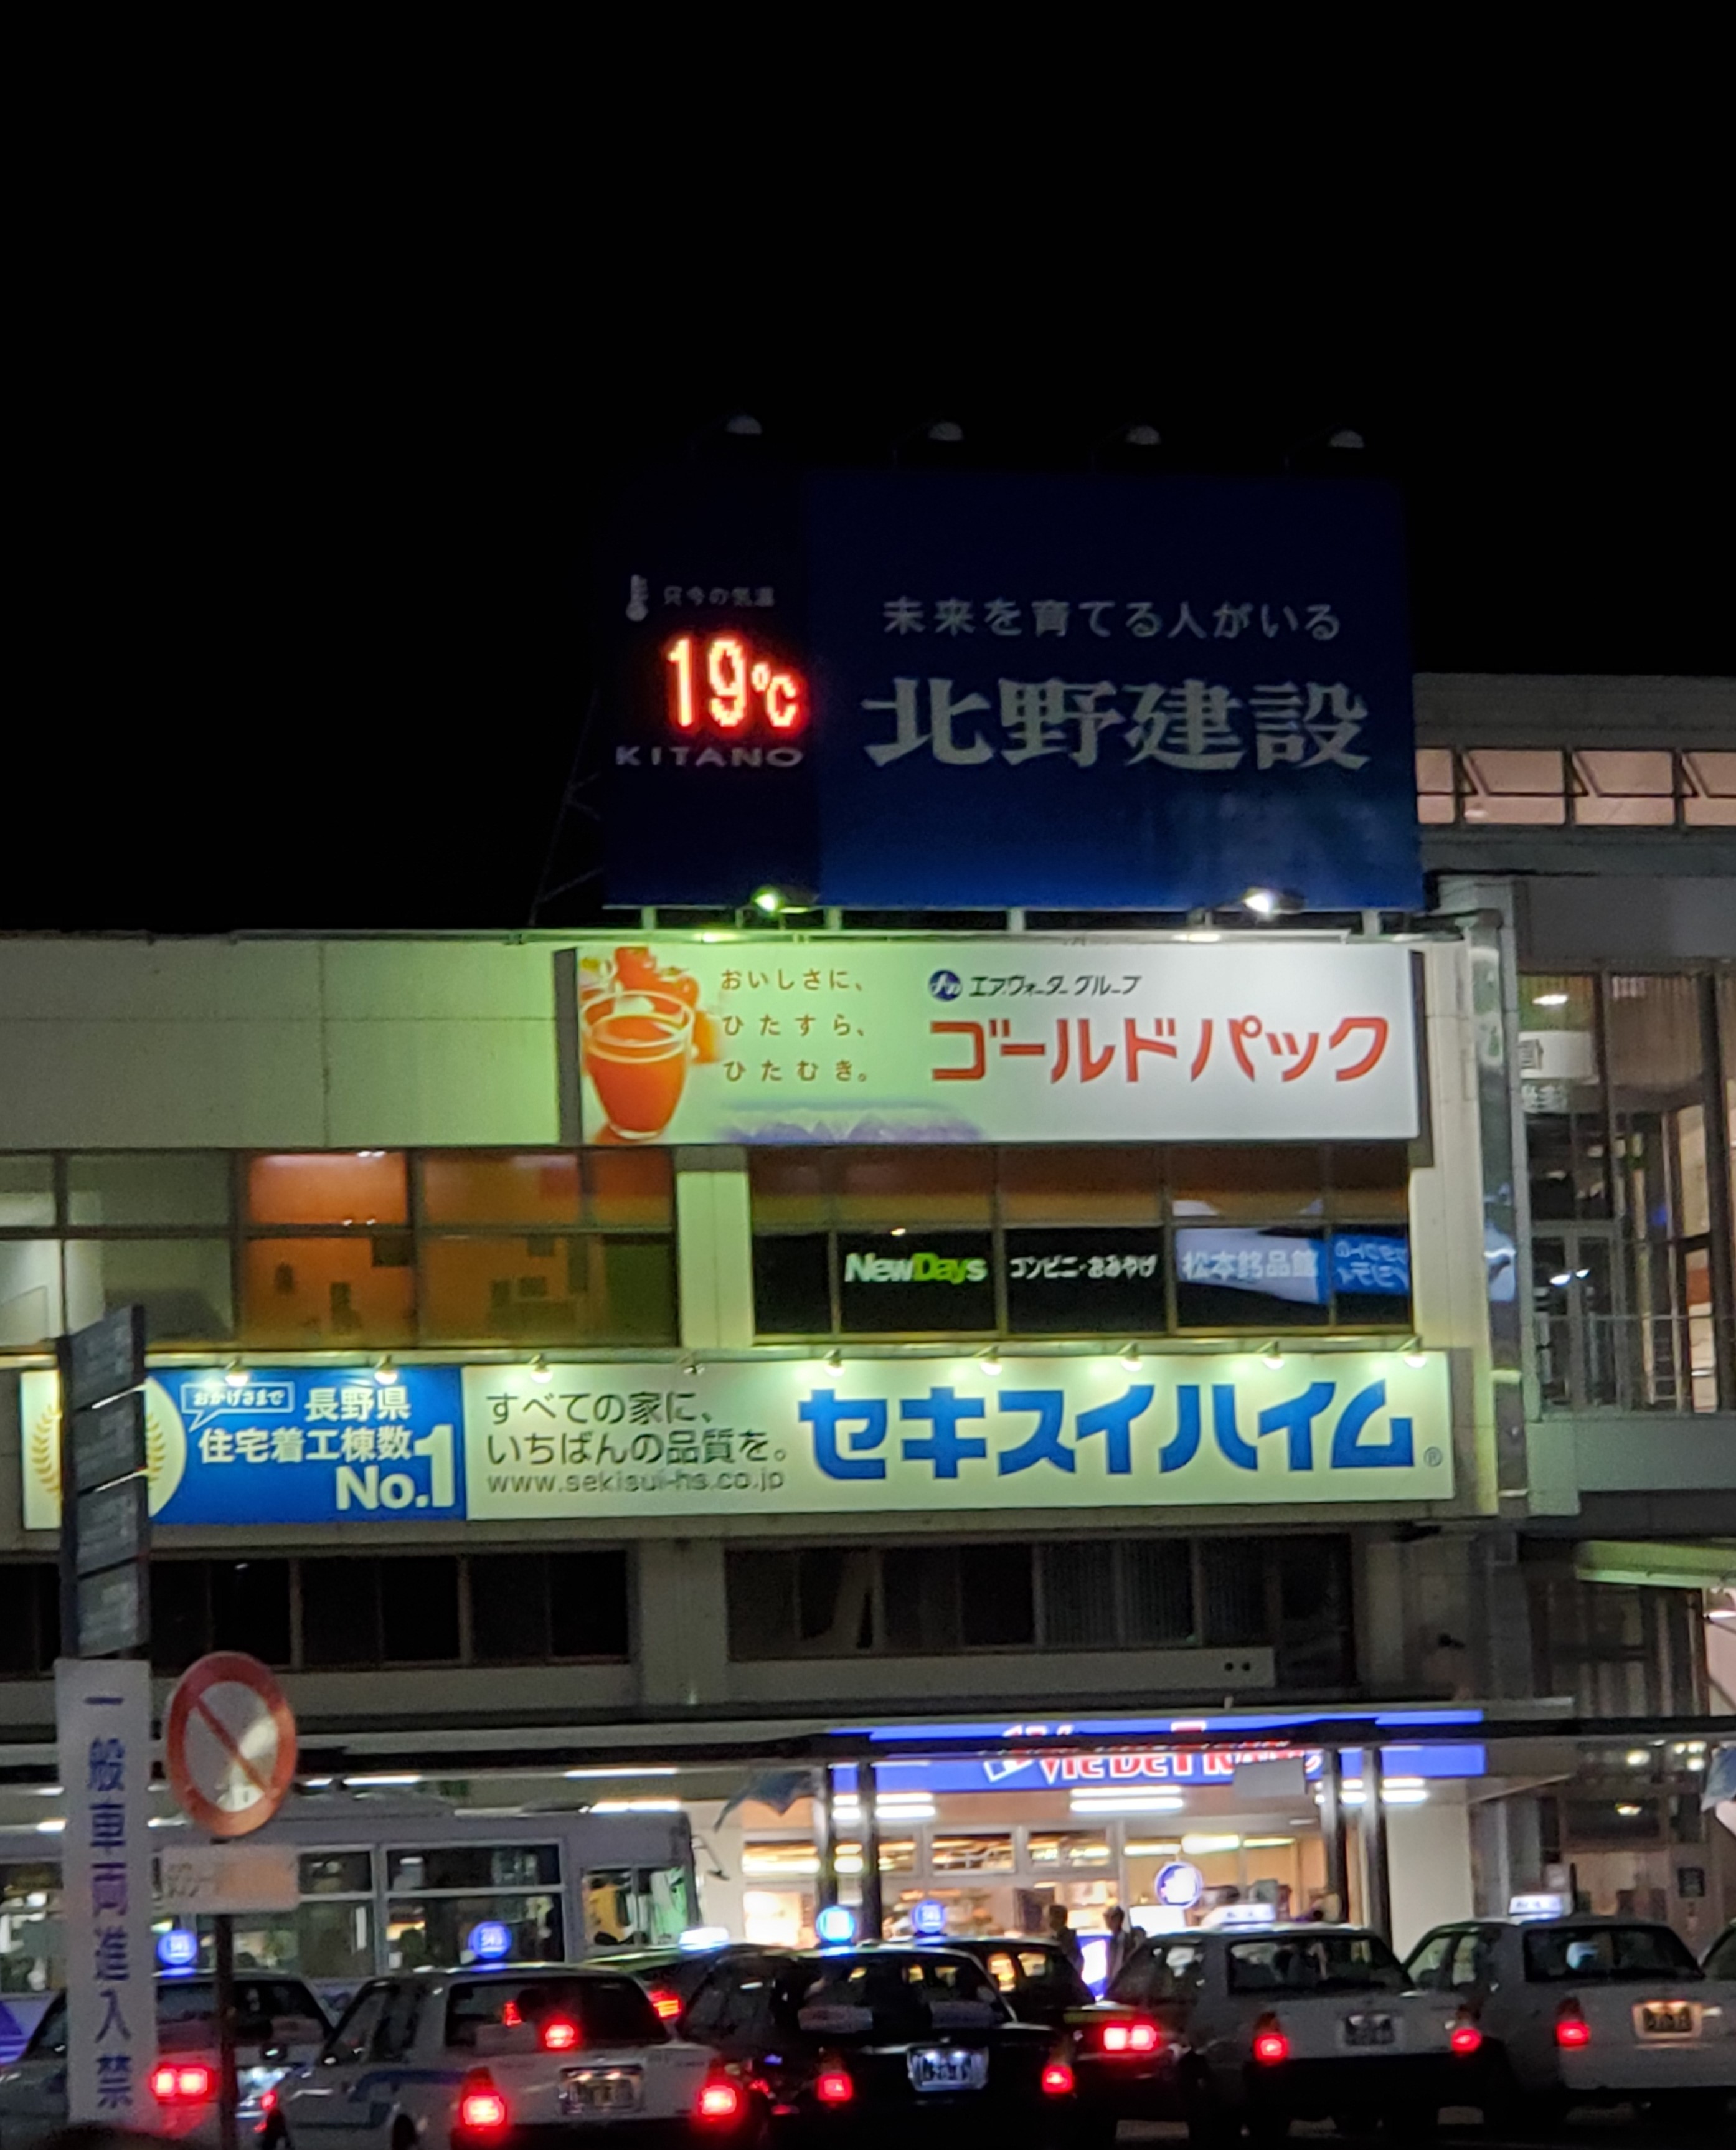 只今の気温
19℃
KITANO
未来を育てる人がいる
北野建設
おいしさに、
ひたすら、
ひたむき。
エア・ウォーターグループ
ゴールドパック
NewDays
コンビニ・おみやげ
松本銘品館
おかげさまで
長野県
住宅着工棟数
No.1
すべての家に、
いちばんの品質を。
www.sekisui-hs.co.jp
セキスイハイム®
VIE DE FRANCE
一般車両進入禁